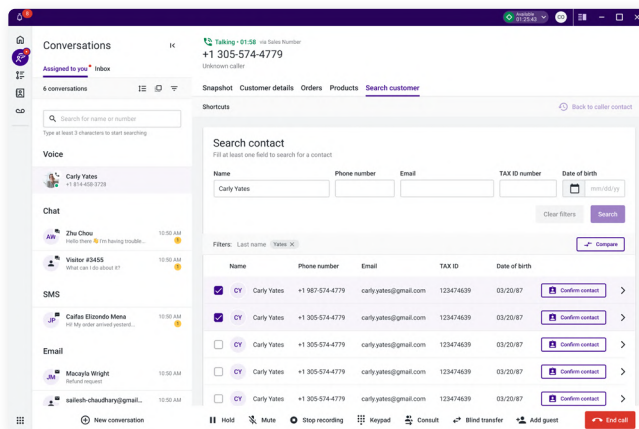 8
Available
01:25:43
CO
Conversations
Assigned to you Inbox
6 conversations
Search for name or number
Type at least 3 characters to start searching
Voice
Carly Yates
+1 814-458-3728
Chat
AW Zhu Chou 10:50 AM
Hello there 👋 I'm having trouble...
Visitor #3455 10:50 AM
What can I do about it?
SMS
JP Caifas Elizondo Mena 10:50 AM
Hi! My order arrived yesterd...
Email
JM Macayla Wright 10:50 AM
Refund request
sailesh-chaudhary@gmail... 10:50 AM
New conversation
Talking • 01:58 via Sales Number
+1 305-574-4779
Unknown caller
Snapshot Customer details Orders Products Search customer
Shortcuts Back to caller contact
Search contact
Fill at least one field to search for a contact
Name Phone number Email TAX ID number Date of birth
Carly Yates mm/dd/yy
Clear filters Search
Filters: Last name Yates × Compare
Name Phone number Email TAX ID Date of birth
CY Carly Yates +1 987-574-4779 carly.yates@gmail.com 123474639 03/20/87 Confirm contact
CY Carly Yates +1 305-574-4779 carly.yates@gmail.com 123474639 03/20/87 Confirm contact
CY Carly Yates +1 305-574-4779 carly.yates@gmail.com 123474639 03/20/87 Confirm contact
CY Carly Yates +1 305-574-4779 carly.yates@gmail.com 123474639 03/20/87 Confirm contact
CY Carly Yates +1 305-574-4779 carly.yates@gmail.com 123474639 03/20/87 Confirm contact
Hold Mute Stop recording Keypad Consult Blind transfer Add guest End call